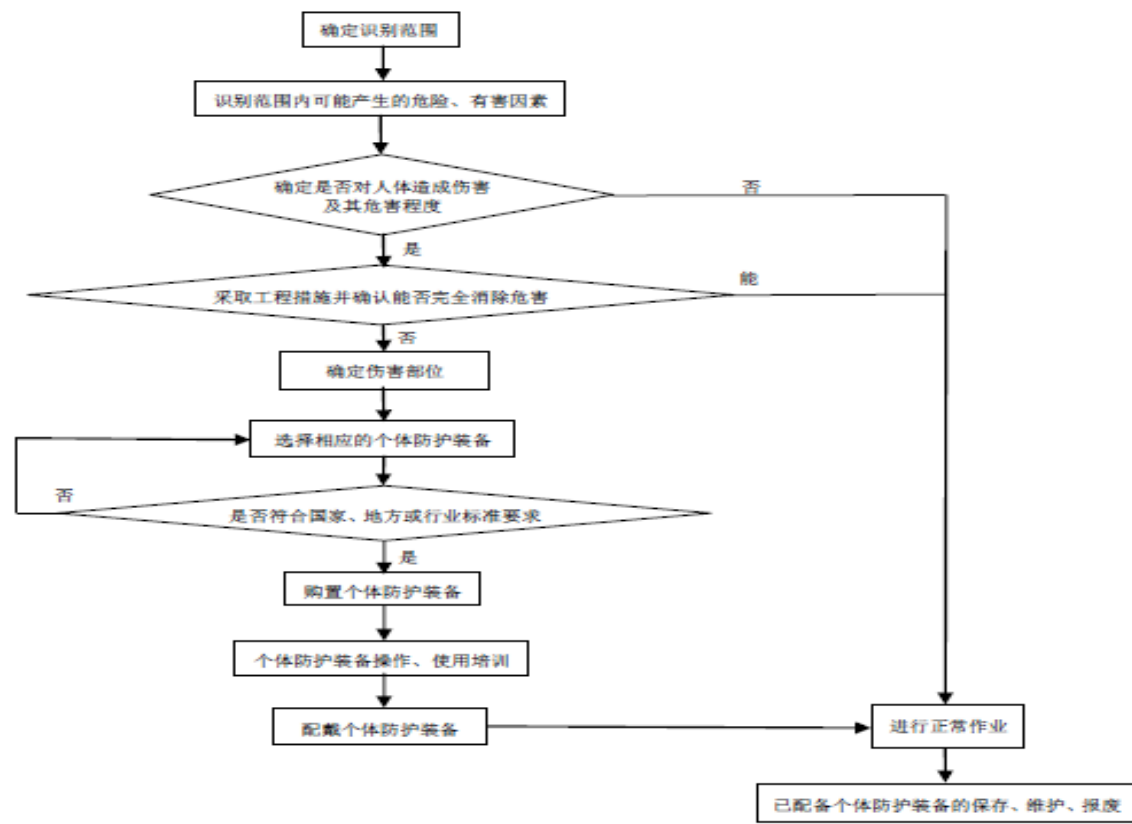 确定识别范围
识别范围内可能产生的危险、有害因素
确定是否对人体造成伤害
及其危害程度
否
是
采取工程措施并确认能否完全消除危害
能
否
确定伤害部位
选择相应的个体防护装备
否
是否符合国家、地方或行业标准要求
是
购置个体防护装备
个体防护装备操作、使用培训
配戴个体防护装备
进行正常作业
已配备个体防护装备的保存、维护、报废